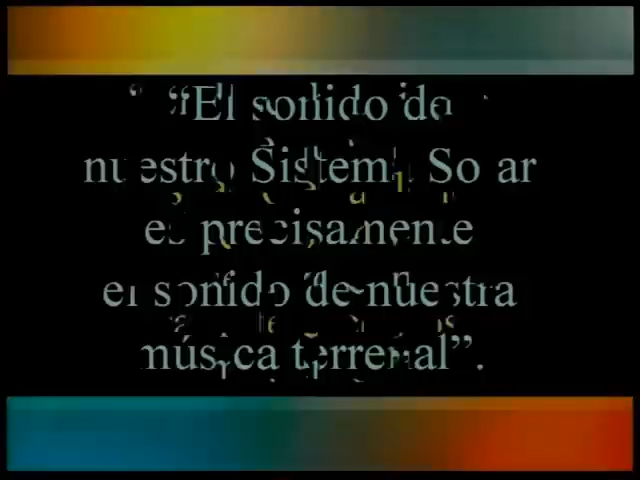 “El sonido de
nuestro Sistema Solar
es precisamente
el sonido de nuestra
música terrenal”.